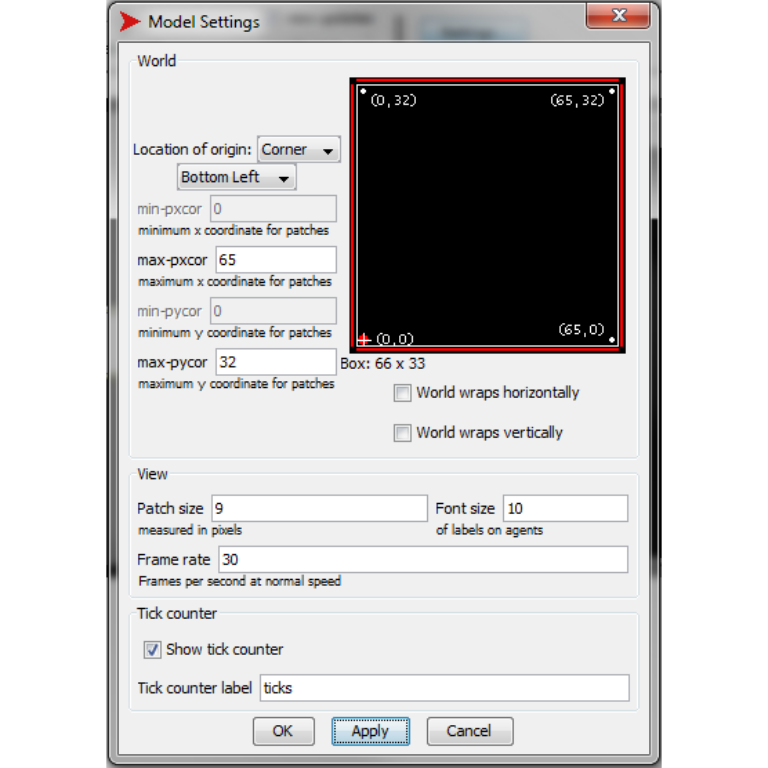 Model Settings
World
(0,32) (65,32)
Location of origin: Corner
Bottom Left
min-pxcor 0
minimum x coordinate for patches
max-pxcor 65
maximum x coordinate for patches
min-pycor 0
minimum y coordinate for patches
(0,0) (65,0)
max-pycor 32
maximum y coordinate for patches
Box: 66 x 33
World wraps horizontally
World wraps vertically
View
Patch size 9 Font size 10
measured in pixels of labels on agents
Frame rate 30
Frames per second at normal speed
Tick counter
Show tick counter
Tick counter label ticks
OK Apply Cancel